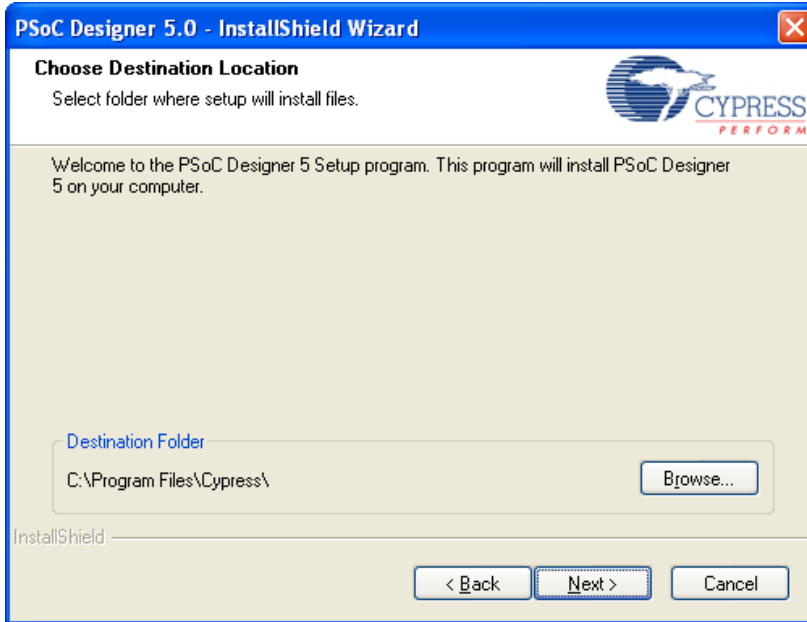 PSoC Designer 5.0 - InstallShield Wizard
Choose Destination Location
Select folder where setup will install files.
CYPRESS
PERFORM
Welcome to the PSoC Designer 5 Setup program. This program will install PSoC Designer
5 on your computer.
Destination Folder
C:\Program Files\Cypress\
Browse...
InstallShield
< Back
Next >
Cancel